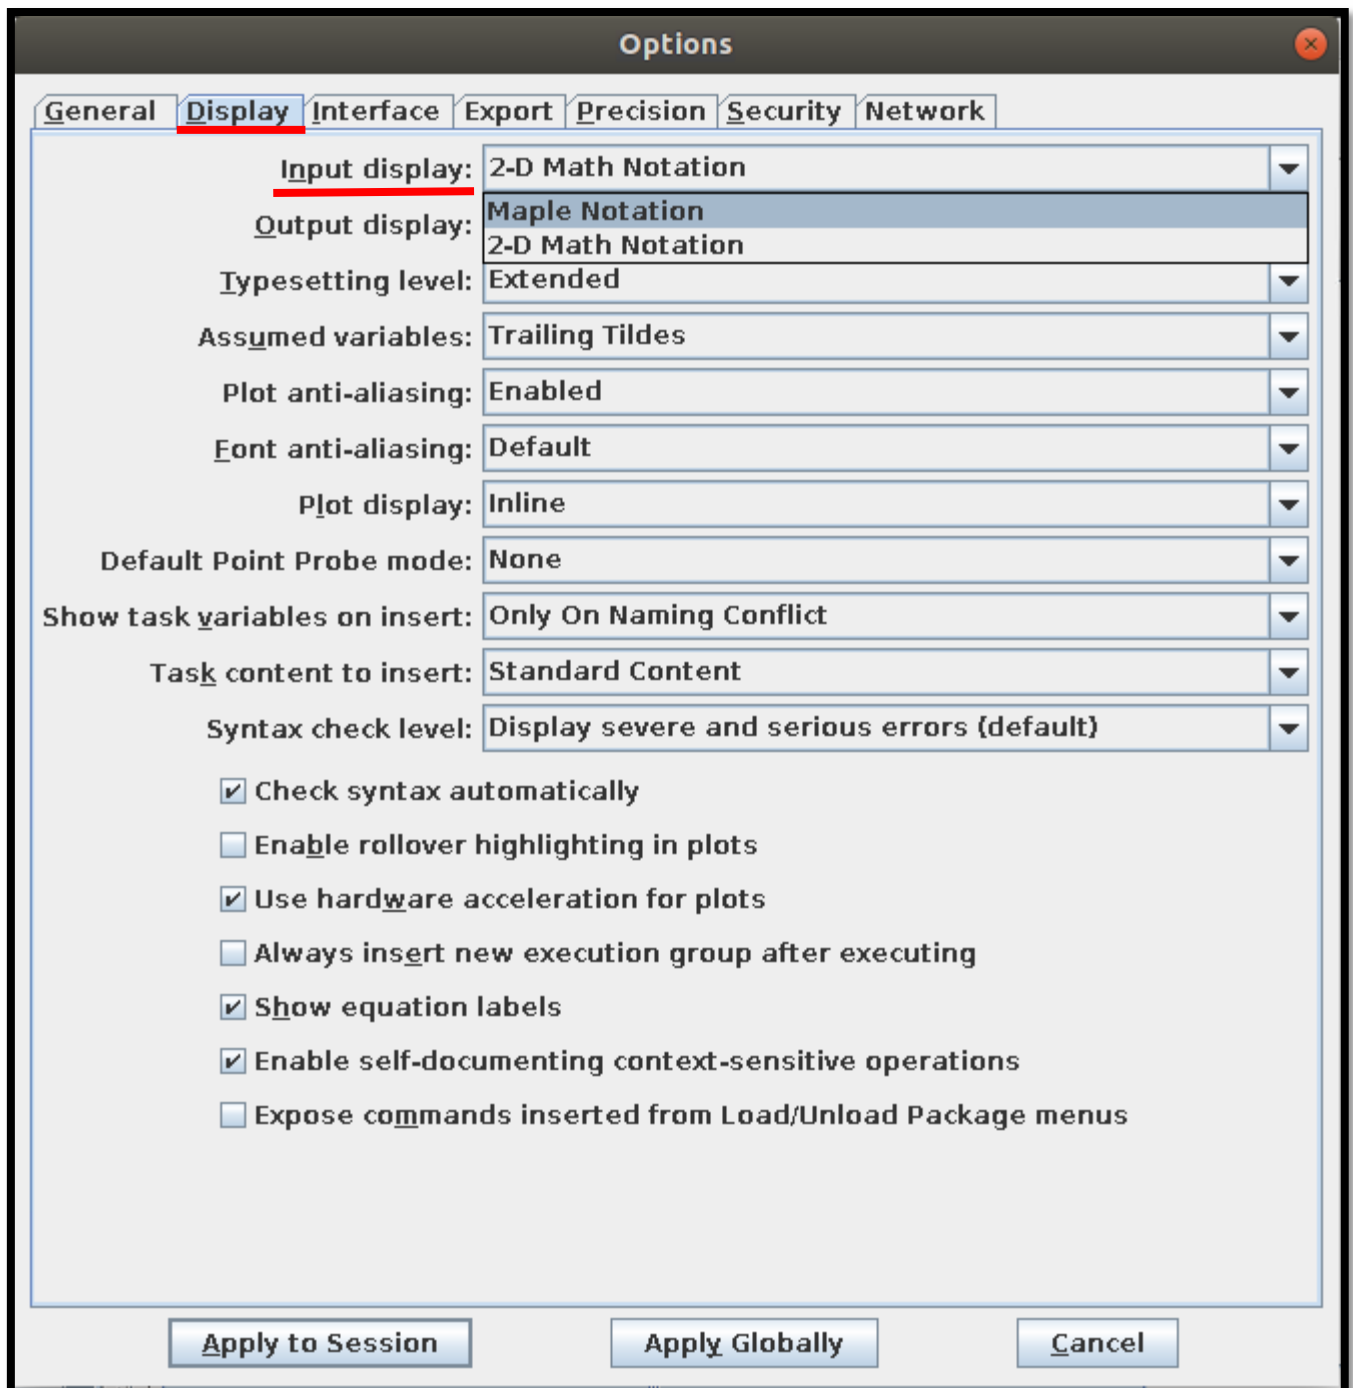 Options
General Display Interface Export Precision Security Network
Input display: 2-D Math Notation
Maple Notation
Output display:
2-D Math Notation
Typesetting level: Extended
Assumed variables: Trailing Tildes
Plot anti-aliasing: Enabled
Font anti-aliasing: Default
Plot display: Inline
Default Point Probe mode: None
Show task variables on insert: Only On Naming Conflict
Task content to insert: Standard Content
Syntax check level: Display severe and serious errors (default)
Check syntax automatically
Enable rollover highlighting in plots
Use hardware acceleration for plots
Always insert new execution group after executing
Show equation labels
Enable self-documenting context-sensitive operations
Expose commands inserted from Load/Unload Package menus
Apply to Session Apply Globally Cancel